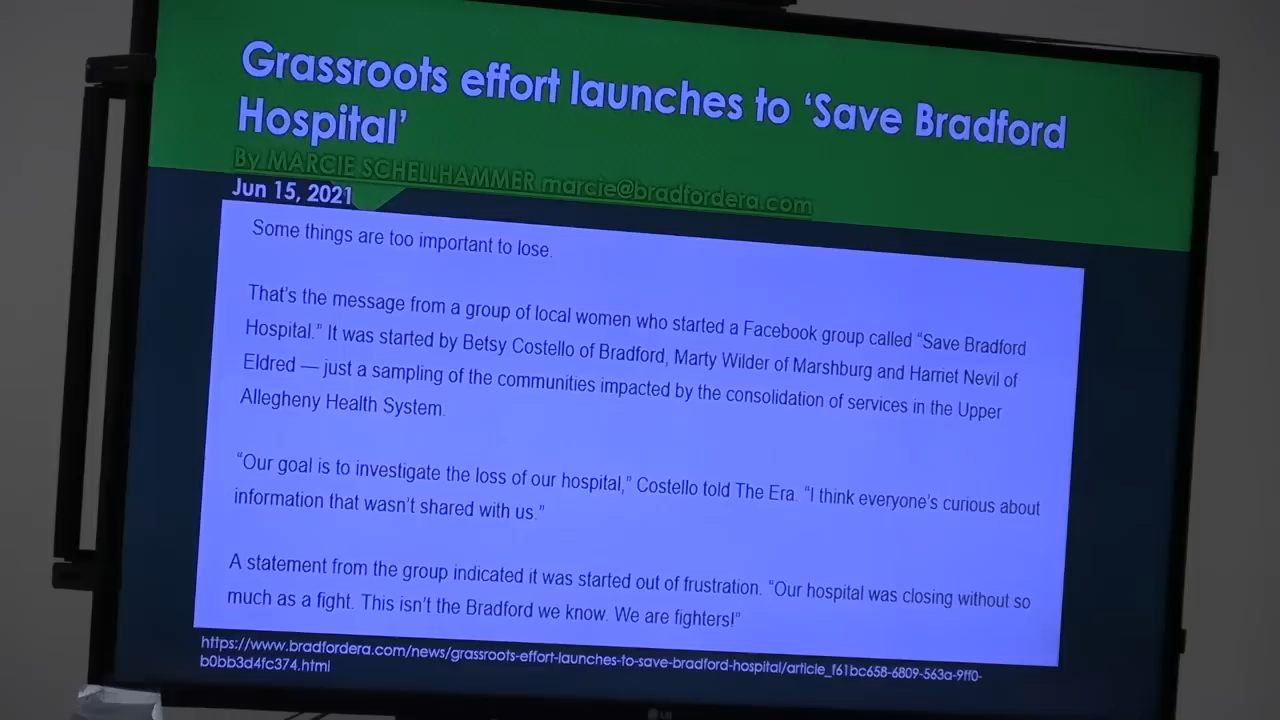 Grassroots effort launches to ‘Save Bradford
Hospital’
By MARCIE SCHELLHAMMER marcie@bradfordera.com
Jun 15, 2021
Some things are too important to lose.
That’s the message from a group of local women who started a Facebook group called “Save Bradford
Hospital.” It was started by Betsy Costello of Bradford, Marty Wilder of Marshburg and Harriet Nevil of
Eldred — just a sampling of the communities impacted by the consolidation of services in the Upper
Allegheny Health System.
“Our goal is to investigate the loss of our hospital,” Costello told The Era. “I think everyone’s curious about
information that wasn’t shared with us.”
A statement from the group indicated it was started out of frustration. “Our hospital was closing without so
much as a fight. This isn’t the Bradford we know. We are fighters!”
https://www.bradfordera.com/news/grassroots-effort-launches-to-save-bradford-hospital/article_f61bc658-6809-563a-9ff0-
b0bb3d4fc374.html
LG